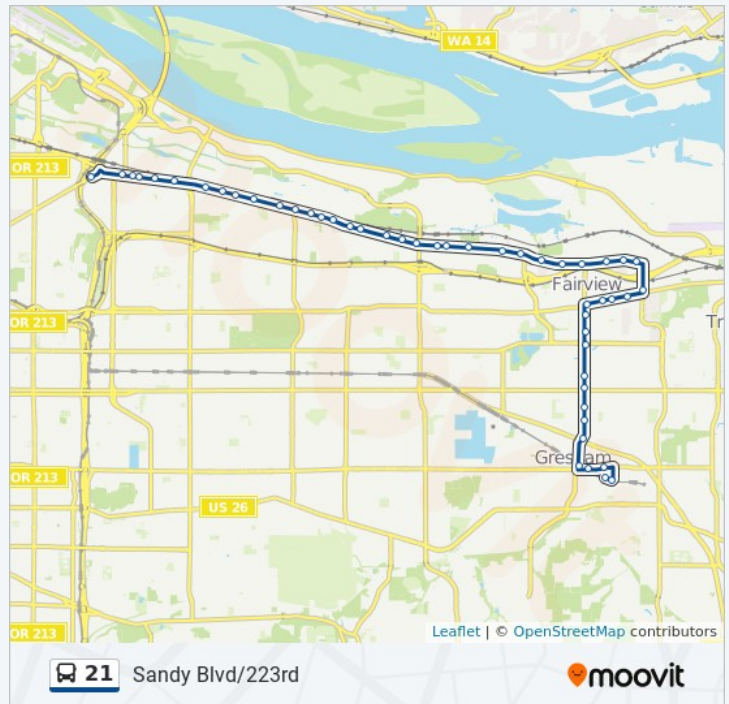 WA 14
OR 213
Fairview
OR 213
Tr
Gresham
OR 213
US 26
OR 213
Leaflet | © OpenStreetMap contributors
21 Sandy Blvd/223rd
moovit